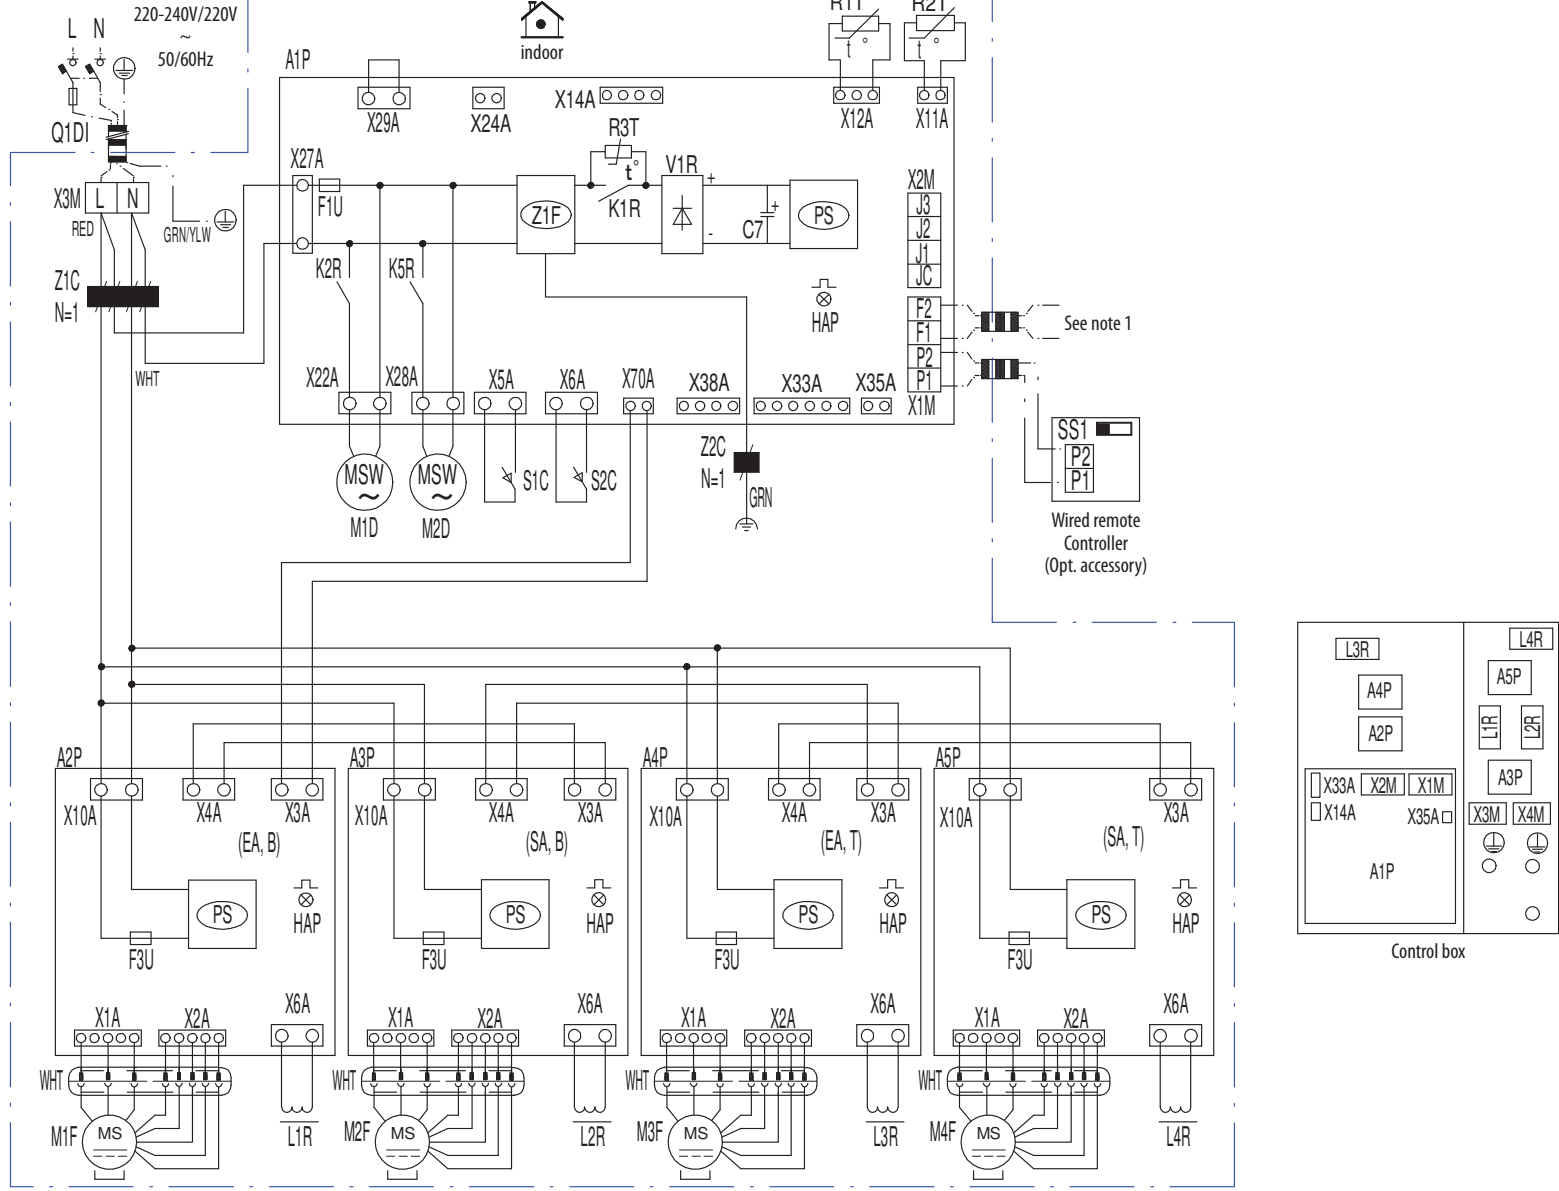 220-240V/220V
~
50/60Hz
L N
indoor
R1T
R2T
A1P
t°
t°
X29A
X24A
X14A
X12A
X11A
Q1DI
R3T
t°
X27A
V1R
X2M
X3M
L N
RED
GRN/YLW
F1U
Z1F
K1R
+
-
C7
+
PS
J3
J2
J1
JC
Z1C
N=1
K2R
K5R
HAP
F2
F1
P2
P1
X1M
See note 1
WHT
X22A
X28A
X5A
X6A
X70A
X38A
X33A
X35A
SS1
P2
P1
Wired remote
Controller
(Opt. accessory)
MSW
~
M1D
MSW
~
M2D
S1C
S2C
Z2C
N=1
GRN
A2P
X10A
X4A
X3A
(EA, B)
PS
HAP
F3U
X6A
X1A
X2A
WHT
M1F
MS
L1R
A3P
X10A
X4A
X3A
(SA, B)
PS
HAP
F3U
X6A
X1A
X2A
WHT
M2F
MS
L2R
A4P
X10A
X4A
X3A
(EA, T)
PS
HAP
F3U
X6A
X1A
X2A
WHT
M3F
MS
L3R
A5P
X10A
X3A
(SA, T)
PS
HAP
F3U
X6A
X1A
X2A
WHT
M4F
MS
L4R
L3R
L4R
A4P
A5P
A2P
L1R
L2R
A3P
X33A
X2M
X1M
X14A
X35A
X3M
X4M
A1P
Control box